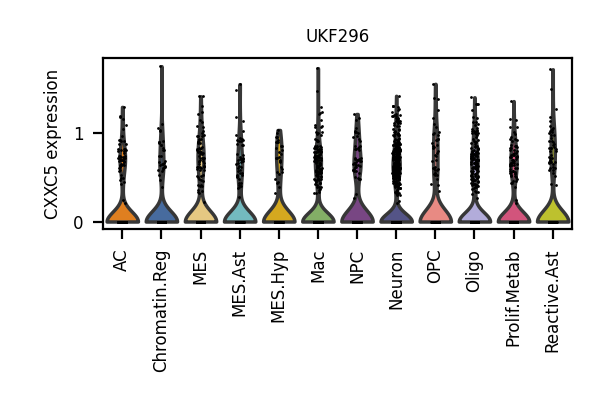 UKF296
CXXC5 expression
1
0
AC
Chromatin.Reg
MES
MES.Ast
MES.Hyp
Mac
NPC
Neuron
OPC
Oligo
Prolif.Metab
Reactive.Ast